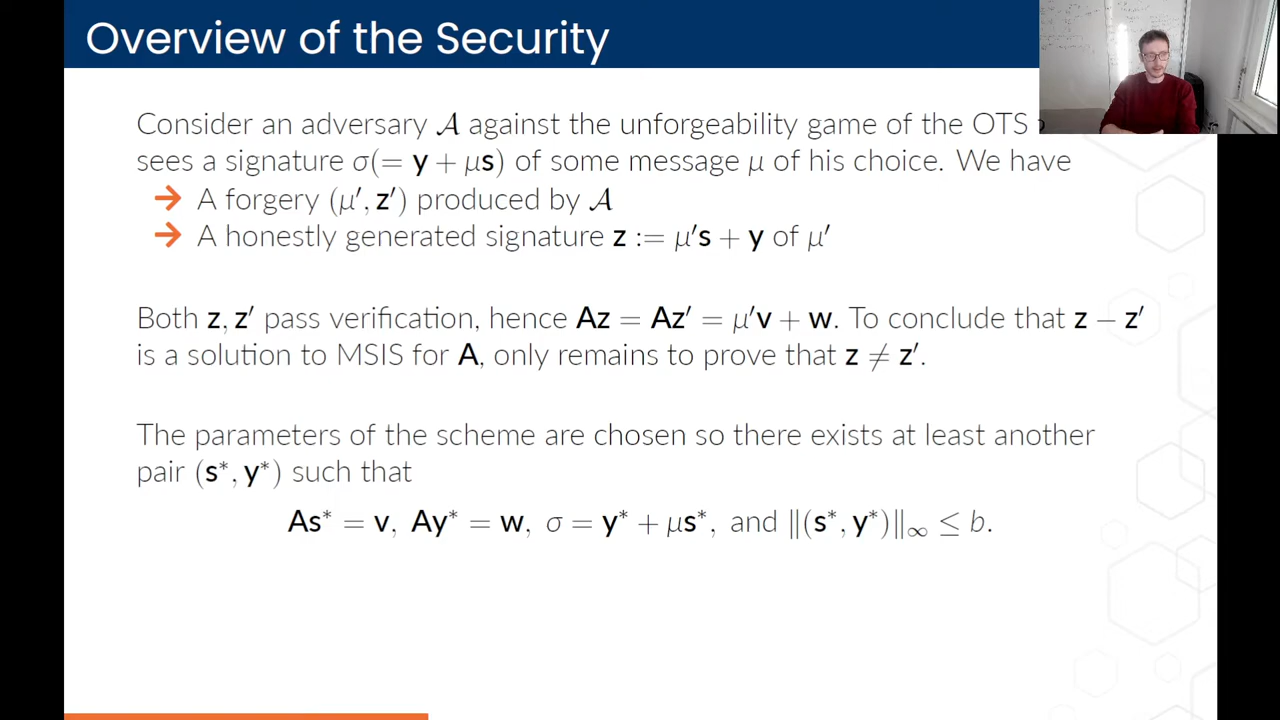 Overview of the Security
Consider an adversary 𝒜 against the unforgeability game of the OTS
sees a signature σ(= y + μs) of some message μ of his choice. We have
→ A forgery (μ′, z′) produced by 𝒜
→ A honestly generated signature z := μ′s + y of μ′
Both z, z′ pass verification, hence Az = Az′ = μ′v + w. To conclude that z − z′
is a solution to MSIS for A, only remains to prove that z ≠ z′.
The parameters of the scheme are chosen so there exists at least another
pair (s*, y*) such that
As* = v, Ay* = w, σ = y* + μs*, and ‖(s*, y*)‖∞ ≤ b.